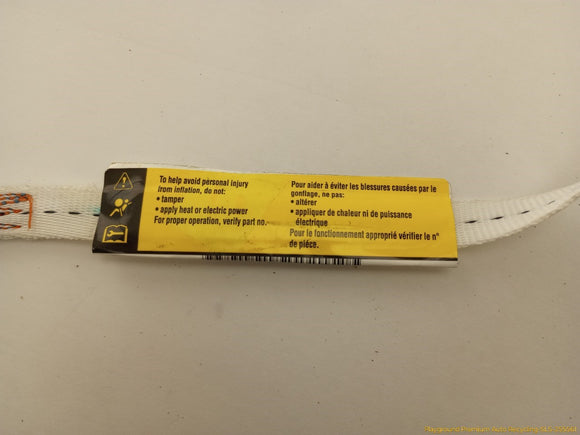 To help avoid personal injury
from inflation, do not:
• tamper
• apply heat or electric power
For proper operation, verify part no.
Pour aider à éviter les blessures causées par le
gonflage, ne pas:
• altérer
• appliquer de chaleur ni de puissance
électrique
Pour le fonctionnement approprié vérifier le n°
de piéce.